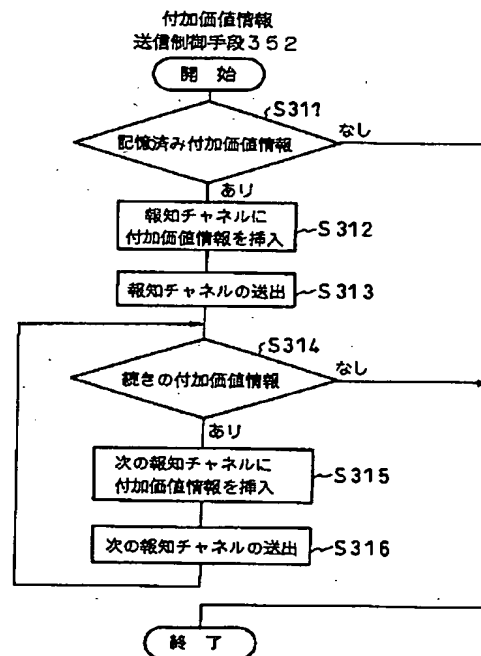 付加価値情報
送信制御手段352
開始
S311
記憶済み付加価値情報
なし
あり
報知チャネルに
付加価値情報を挿入
S312
報知チャネルの送出
S313
S314
続きの付加価値情報
なし
あり
次の報知チャネルに
付加価値情報を挿入
S315
次の報知チャネルの送出
S316
終了